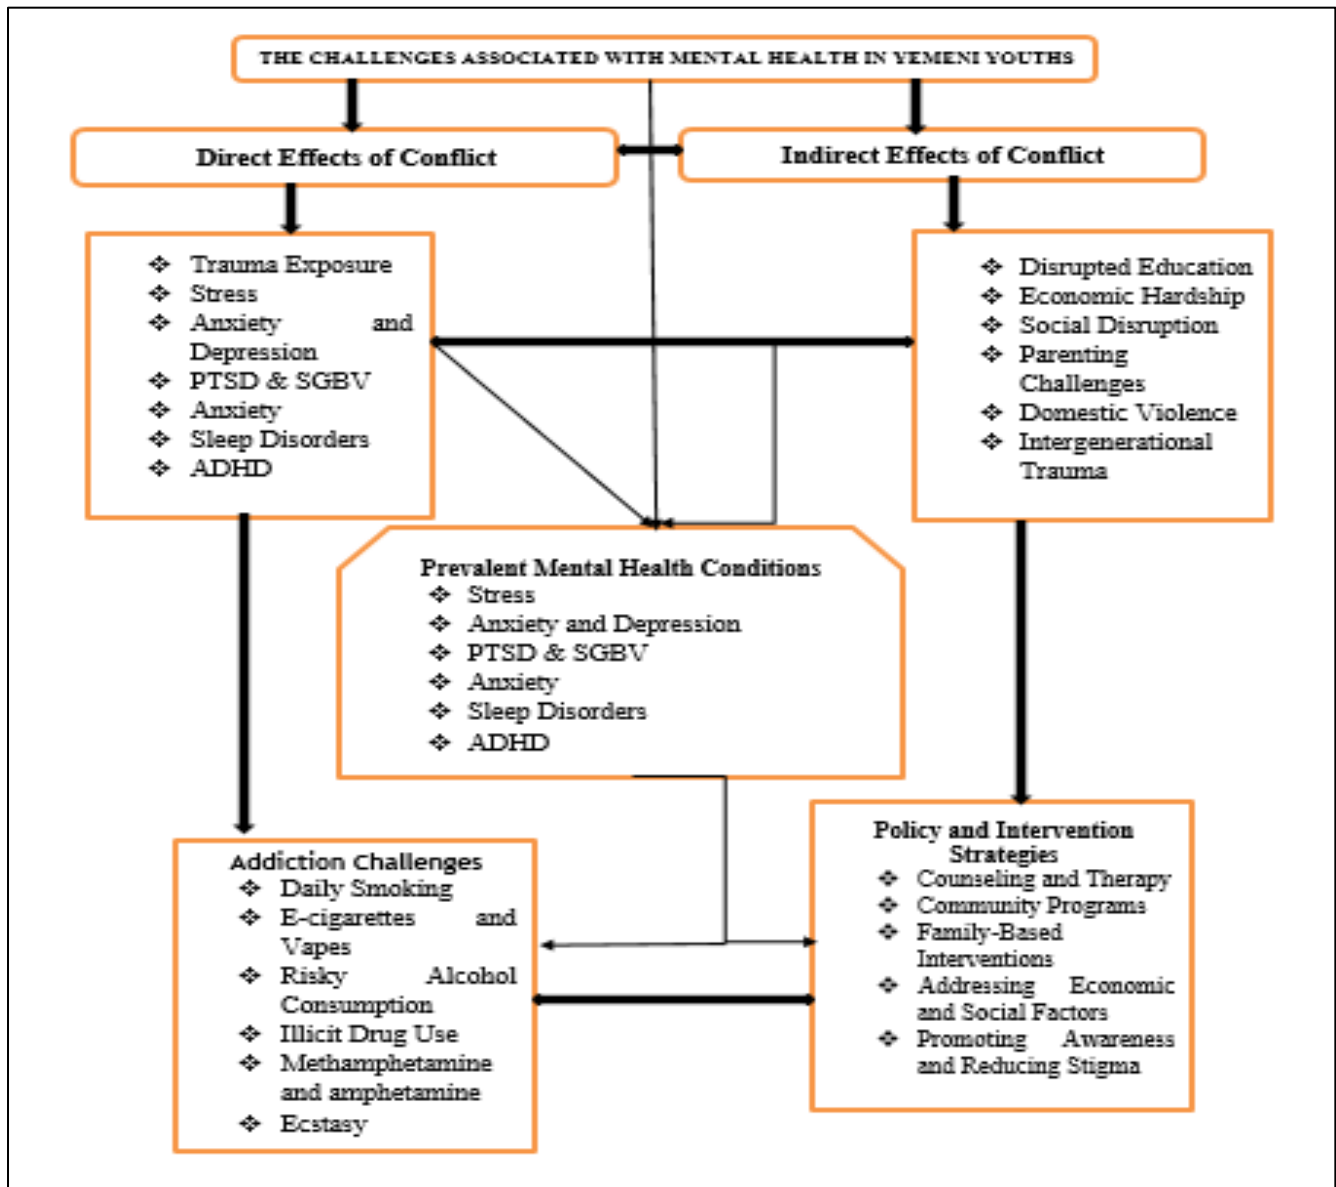 THE CHALLENGES ASSOCIATED WITH MENTAL HEALTH IN YEMENI YOUTHS
Direct Effects of Conflict
Indirect Effects of Conflict
❖ Trauma Exposure
❖ Stress
❖ Anxiety and
Depression
❖ PTSD & SGBV
❖ Anxiety
❖ Sleep Disorders
❖ ADHD
❖ Disrupted Education
❖ Economic Hardship
❖ Social Disruption
❖ Parenting
Challenges
❖ Domestic Violence
❖ Intergenerational
Trauma
Prevalent Mental Health Conditions
❖ Stress
❖ Anxiety and Depression
❖ PTSD & SGBV
❖ Anxiety
❖ Sleep Disorders
❖ ADHD
Addiction Challenges
❖ Daily Smoking
❖ E-cigarettes and
Vapes
❖ Risky Alcohol
Consumption
❖ Illicit Drug Use
❖ Methamphetamine
and amphetamine
❖ Ecstasy
Policy and Intervention
Strategies
❖ Counseling and Therapy
❖ Community Programs
❖ Family-Based
Interventions
❖ Addressing Economic
and Social Factors
❖ Promoting Awareness
and Reducing Stigma